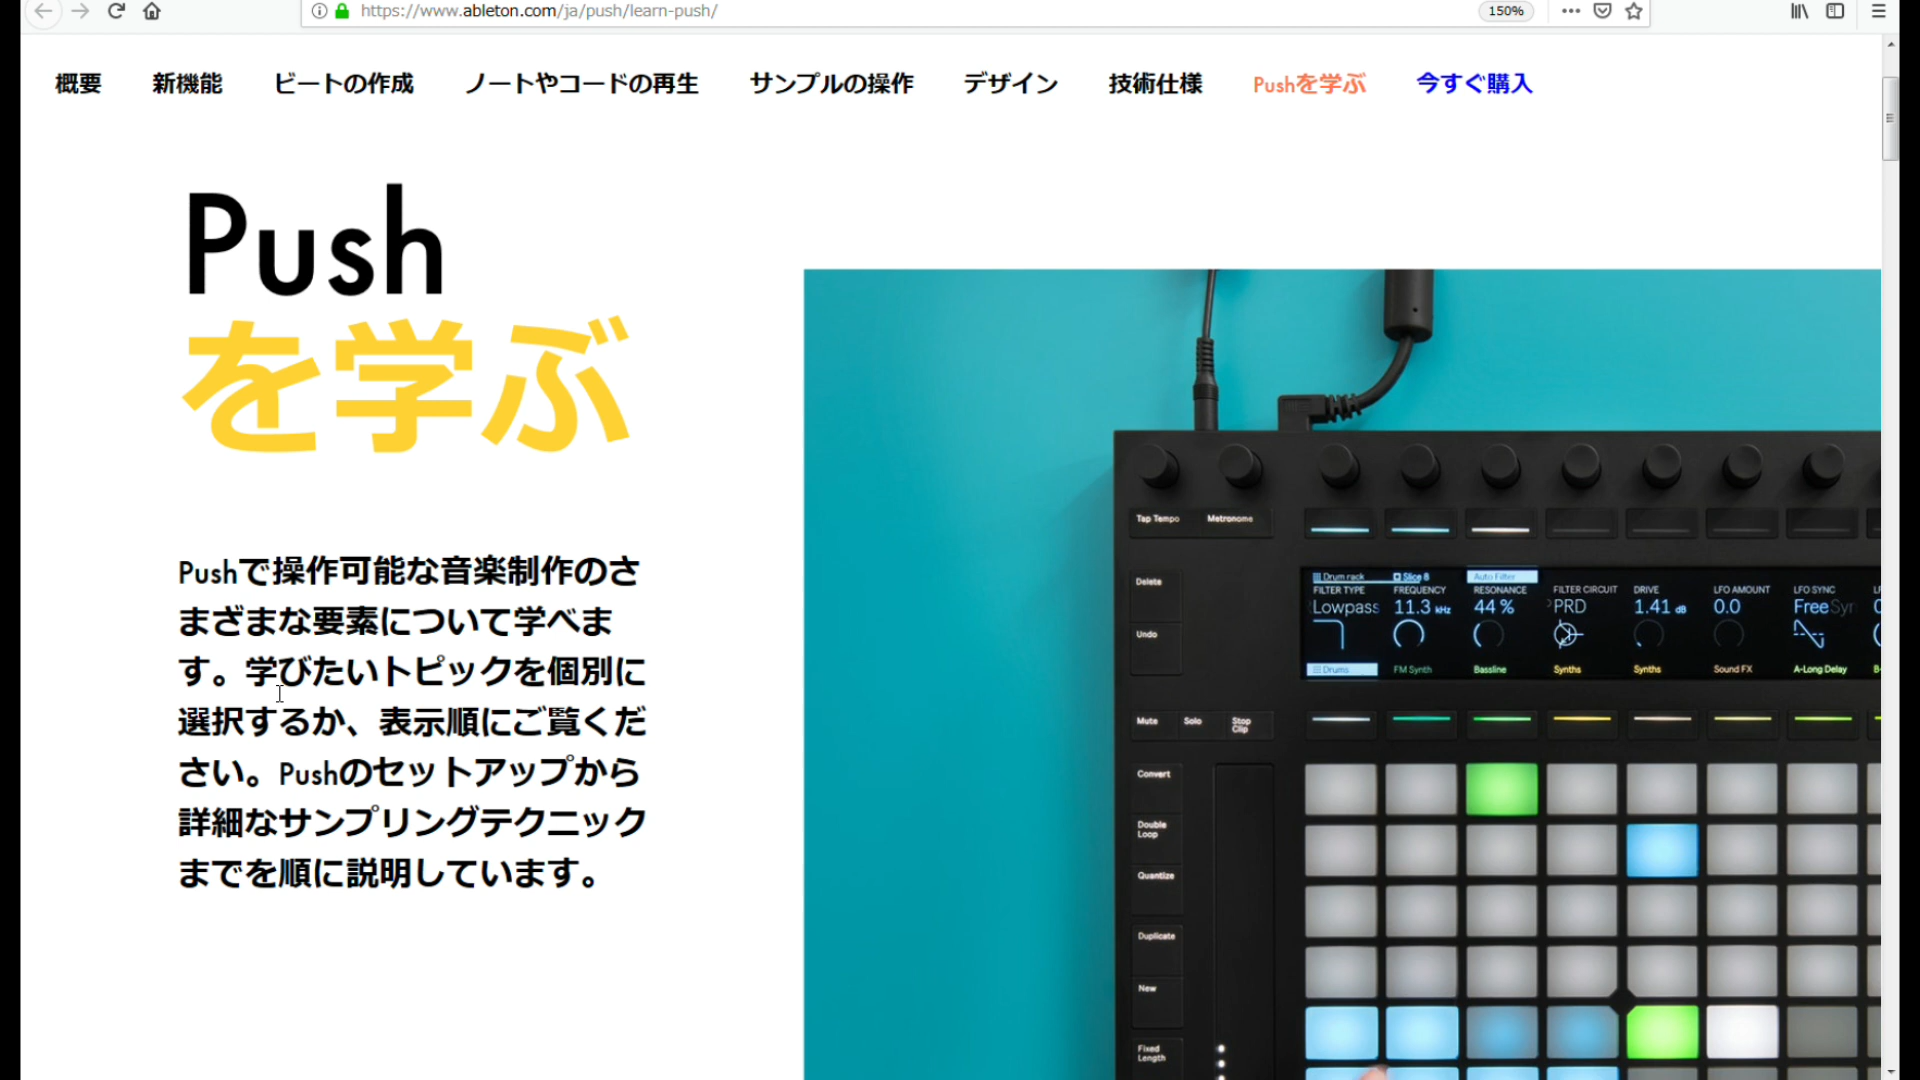 https://www.ableton.com/ja/push/learn-push/
150%
概要 新機能 ビートの作成 ノートやコードの再生 サンプルの操作 デザイン 技術仕様 Pushを学ぶ 今すぐ購入
Push
を学ぶ
Pushで操作可能な音楽制作のさ
まざまな要素について学べま
す。学びたいトピックを個別に
選択するか、表示順にご覧くだ
さい。Pushのセットアップから
詳細なサンプリングテクニック
までを順に説明しています。
Tap Tempo Metronome
Delete
Undo
Drum rack Slice 8 Auto Filter
FILTER TYPE FREQUENCY RESONANCE FILTER CIRCUIT DRIVE LFO AMOUNT LFO SYNC
Lowpass 11.3 kHz 44 % PRD 1.41 dB 0.0 Free Syn
Drums FM Synth Bassline Synths Synths Sound FX A-Long Delay
Mute Solo Stop
Clip
Convert
Double
Loop
Quantize
Duplicate
New
Fixed
Length